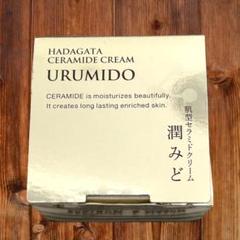 HADAGATA
CERAMIDE CREAM
URUMIDO
CERAMIDE is moisturizes beautifully.
It creates long lasting enriched skin.
肌型セラミドクリーム
潤みど